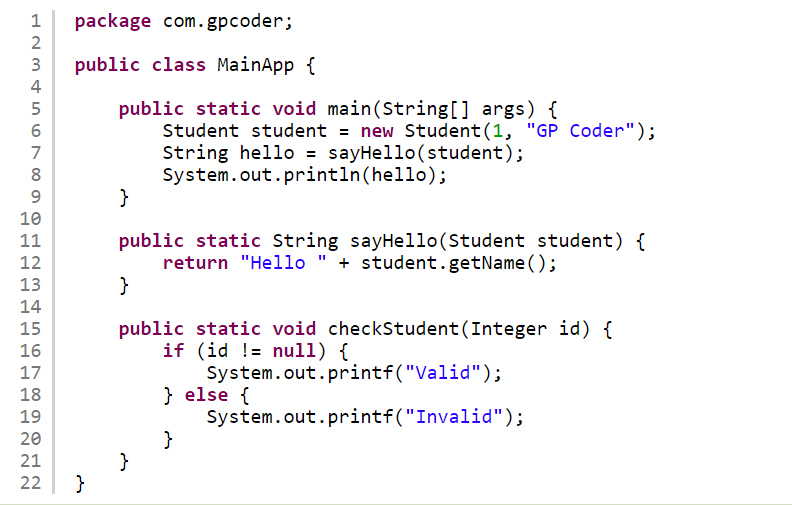 1 package com.gpcoder;
2
3 public class MainApp {
4
5     public static void main(String[] args) {
6         Student student = new Student(1, "GP Coder");
7         String hello = sayHello(student);
8         System.out.println(hello);
9     }
10
11     public static String sayHello(Student student) {
12         return "Hello " + student.getName();
13     }
14
15     public static void checkStudent(Integer id) {
16         if (id != null) {
17             System.out.printf("Valid");
18         } else {
19             System.out.printf("Invalid");
20         }
21     }
22 }